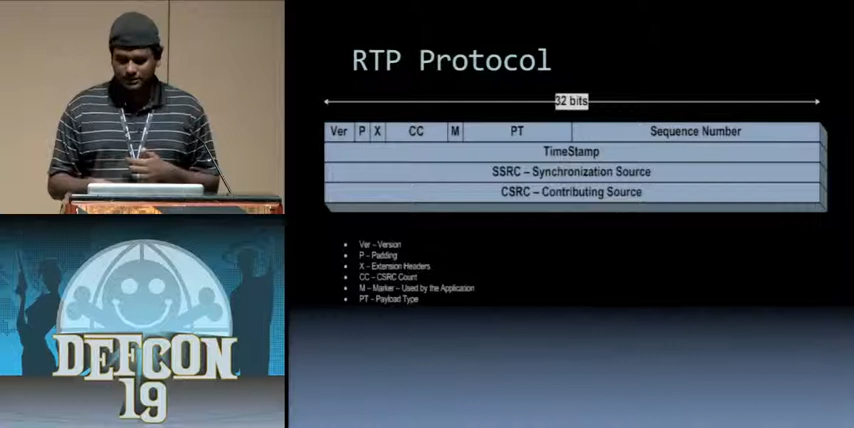 RTP Protocol
32 bits
Ver P X CC M PT Sequence Number
TimeStamp
SSRC – Synchronization Source
CSRC – Contributing Source
• Ver – Version
• P – Padding
• X – Extension Headers
• CC – CSRC Count
• M – Marker – Used by the Application
• PT – Payload Type
DEFCON
19